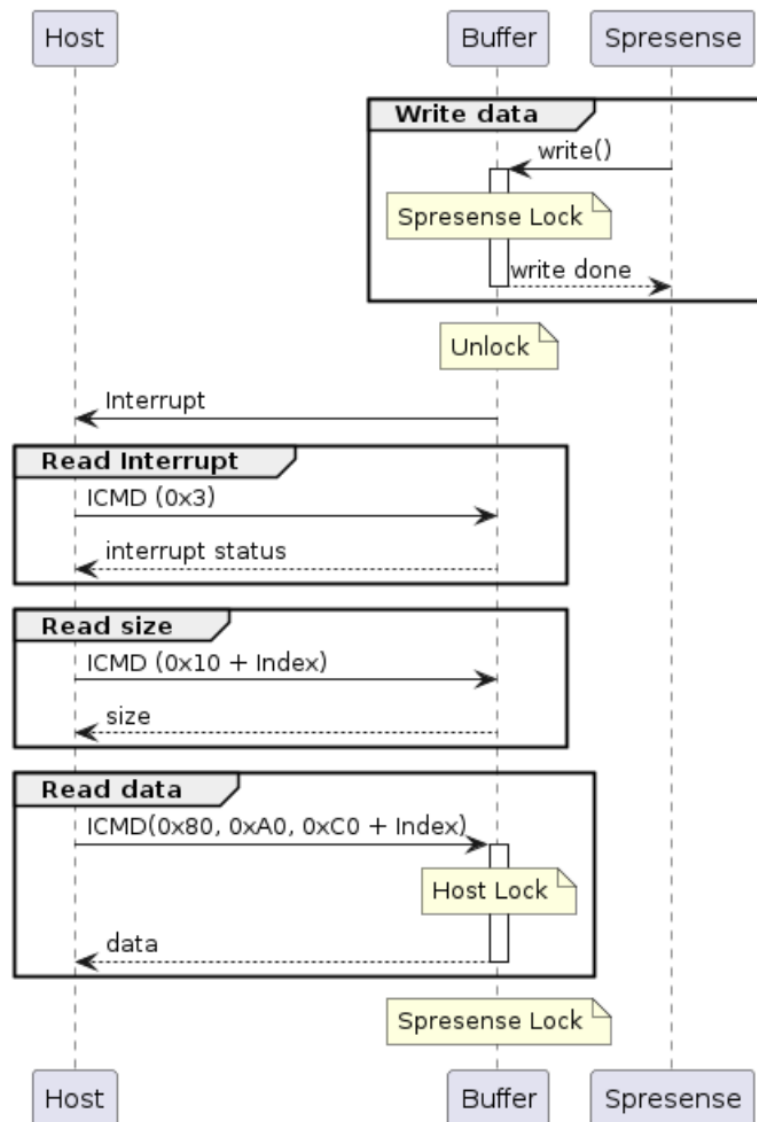 Host Buffer Spresense
Write data
write()
Spresense Lock
write done
Unlock
Interrupt
Read Interrupt
ICMD (0x3)
interrupt status
Read size
ICMD (0x10 + Index)
size
Read data
ICMD(0x80, 0xA0, 0xC0 + Index)
Host Lock
data
Spresense Lock
Host Buffer Spresense